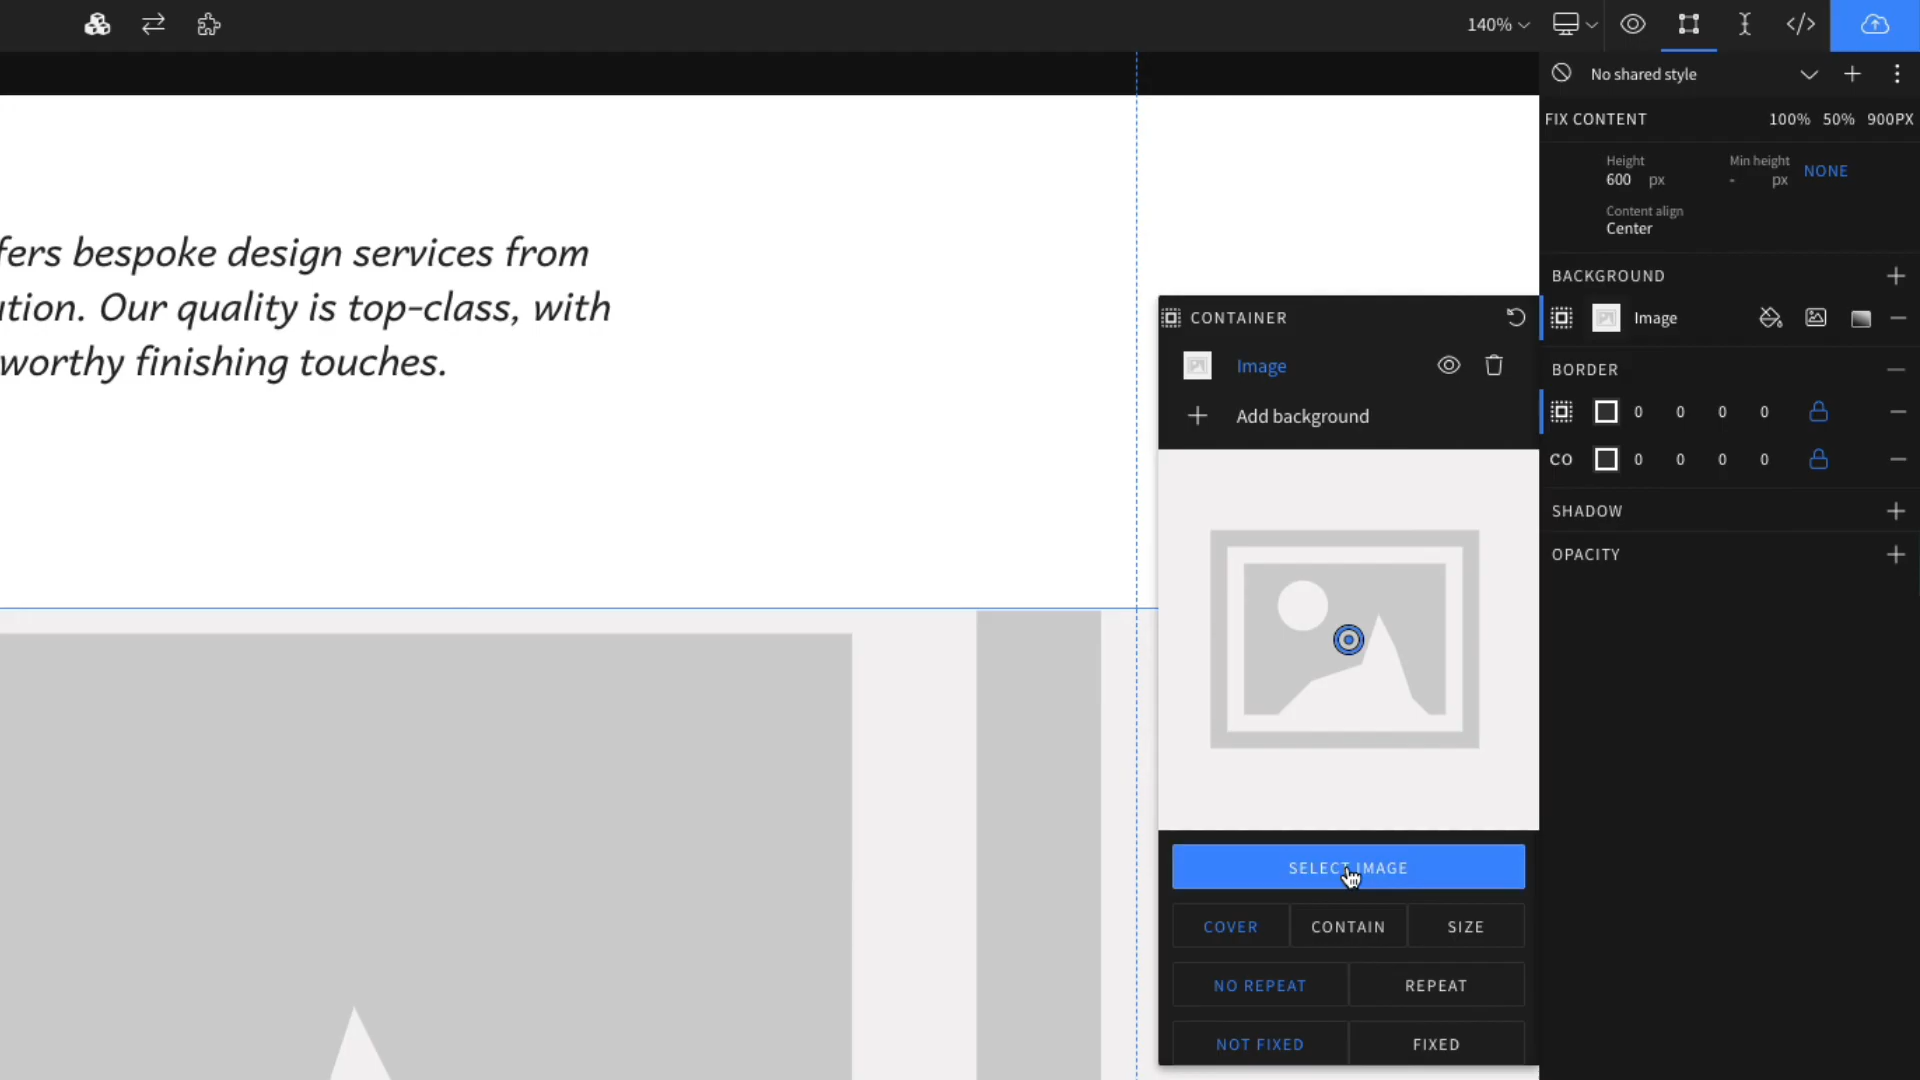 140%
No shared style
FIX CONTENT 100% 50% 900PX
Height Min height
600 px - px NONE
Content align
Center
BACKGROUND
Image
BORDER
0 0 0 0
CO 0 0 0 0
SHADOW
OPACITY
fers bespoke design services from
ution. Our quality is top-class, with
worthy finishing touches.
CONTAINER
Image
Add background
SELECT IMAGE
COVER CONTAIN SIZE
NO REPEAT REPEAT
NOT FIXED FIXED